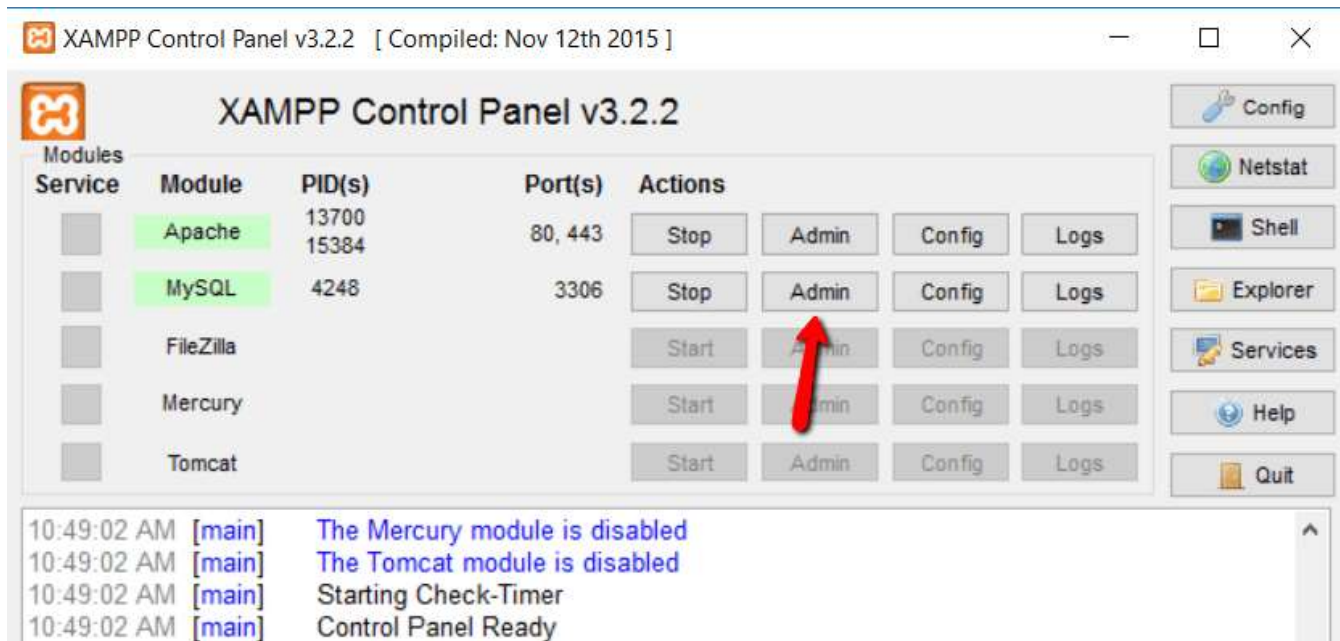 XAMPP Control Panel v3.2.2 [ Compiled: Nov 12th 2015 ]
XAMPP Control Panel v3.2.2
Config
Modules
Netstat
Service Module PID(s) Port(s) Actions
Apache 13700 15384 80, 443 Stop Admin Config Logs
Shell
MySQL 4248 3306 Stop Admin Config Logs
Explorer
FileZilla Start Admin Config Logs
Services
Mercury Start Admin Config Logs
Help
Tomcat Start Admin Config Logs
Quit
10:49:02 AM [main] The Mercury module is disabled
10:49:02 AM [main] The Tomcat module is disabled
10:49:02 AM [main] Starting Check-Timer
10:49:02 AM [main] Control Panel Ready